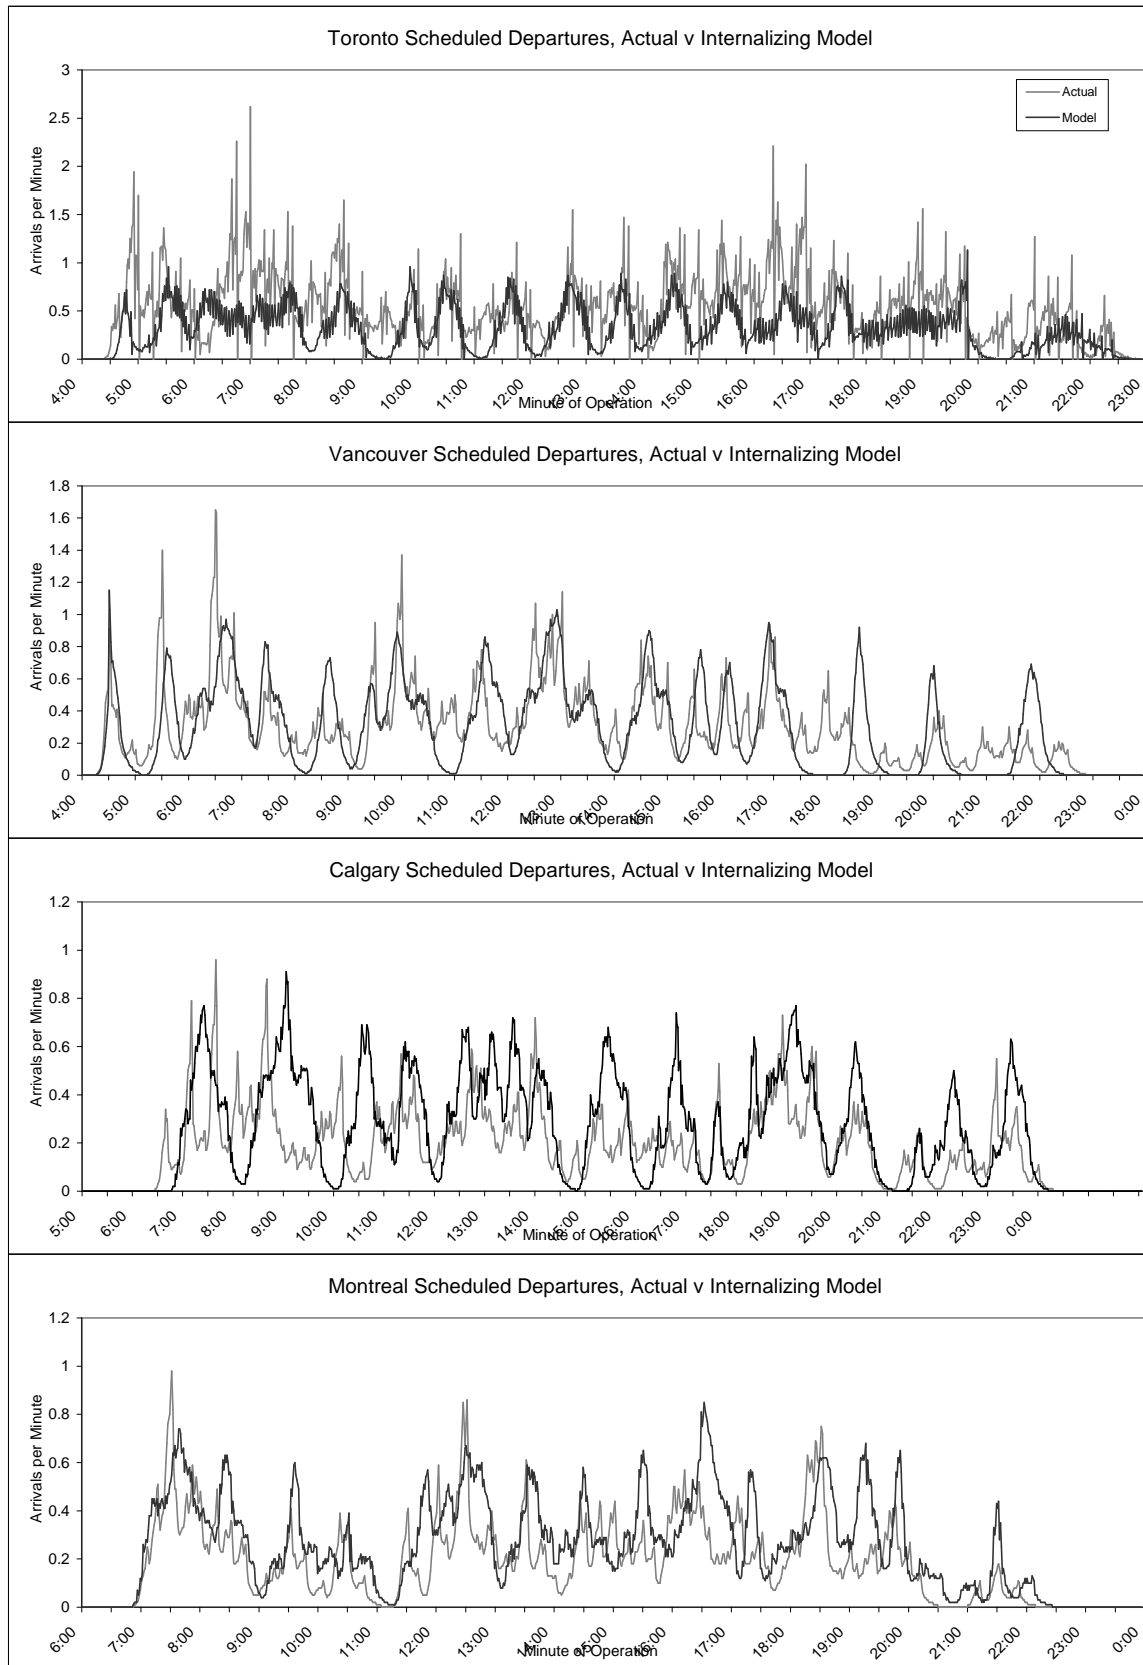 Toronto Scheduled Departures, Actual v Internalizing Model
3
2.5
2
1.5
1
0.5
0
Arrivals per Minute
Actual
Model
4:00 5:00 6:00 7:00 8:00 9:00 10:00 11:00 12:00 14:00 15:00 16:00 17:00 18:00 19:00 20:00 21:00 22:00 23:00
Minute of Operation
Vancouver Scheduled Departures, Actual v Internalizing Model
1.8
1.6
1.4
1.2
1
0.8
0.6
0.4
0.2
0
Arrivals per Minute
4:00 5:00 6:00 7:00 8:00 9:00 10:00 11:00 12:00 15:00 16:00 17:00 18:00 19:00 20:00 21:00 22:00 23:00 0:00
Minute of Operation
Calgary Scheduled Departures, Actual v Internalizing Model
1.2
1
0.8
0.6
0.4
0.2
0
Arrivals per Minute
5:00 6:00 7:00 8:00 9:00 10:00 11:00 12:00 13:00 14:00 15:00 17:00 18:00 19:00 20:00 21:00 22:00 23:00 0:00
Minute of Operation
Montreal Scheduled Departures, Actual v Internalizing Model
1.2
1
0.8
0.6
0.4
0.2
0
Arrivals per Minute
6:00 7:00 8:00 9:00 10:00 11:00 12:00 13:00 16:00 17:00 18:00 19:00 20:00 21:00 22:00 23:00 0:00
Minute of Operation